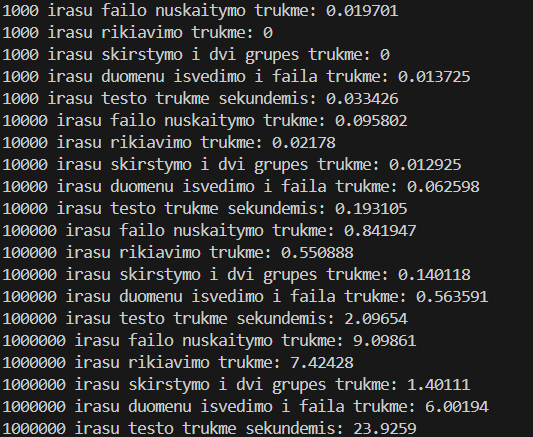 1000 irasu failo nuskaitymo trukme: 0.019701
1000 irasu rikiavimo trukme: 0
1000 irasu skirstymo i dvi grupes trukme: 0
1000 irasu duomenu isvedimo i faila trukme: 0.013725
1000 irasu testo trukme sekundemis: 0.033426
10000 irasu failo nuskaitymo trukme: 0.095802
10000 irasu rikiavimo trukme: 0.02178
10000 irasu skirstymo i dvi grupes trukme: 0.012925
10000 irasu duomenu isvedimo i faila trukme: 0.062598
10000 irasu testo trukme sekundemis: 0.193105
100000 irasu failo nuskaitymo trukme: 0.841947
100000 irasu rikiavimo trukme: 0.550888
100000 irasu skirstymo i dvi grupes trukme: 0.140118
100000 irasu duomenu isvedimo i faila trukme: 0.563591
100000 irasu testo trukme sekundemis: 2.09654
1000000 irasu failo nuskaitymo trukme: 9.09861
1000000 irasu rikiavimo trukme: 7.42428
1000000 irasu skirstymo i dvi grupes trukme: 1.40111
1000000 irasu duomenu isvedimo i faila trukme: 6.00194
1000000 irasu testo trukme sekundemis: 23.9259